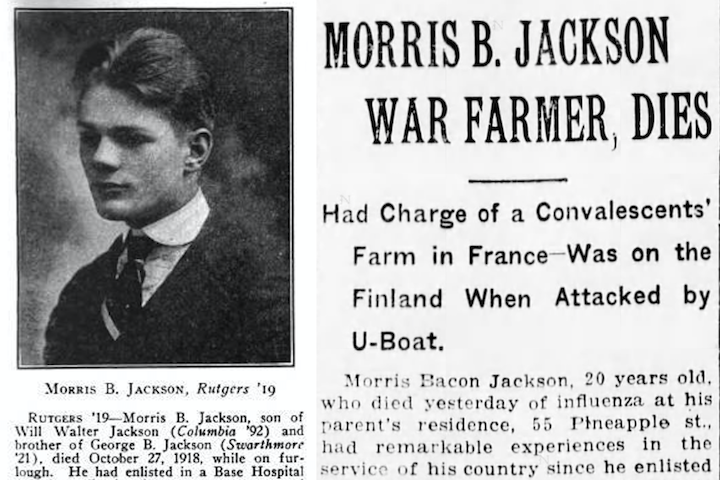 MORRIS B. JACKSON, Rutgers '19
RUTGERS '19—Morris B. Jackson, son of
Will Walter Jackson (Columbia '92) and
brother of George B. Jackson (Swarthmore
'21), died October 27, 1918, while on fur-
lough. He had enlisted in a Base Hospital
MORRIS B. JACKSON
WAR FARMER, DIES
Had Charge of a Convalescents'
Farm in France—Was on the
Finland When Attacked by
U-Boat.
Morris Bacon Jackson, 20 years old,
who died yesterday of influenza at his
parent's residence, 55 Pineapple st.,
had remarkable experiences in the
service of his country since he enlisted